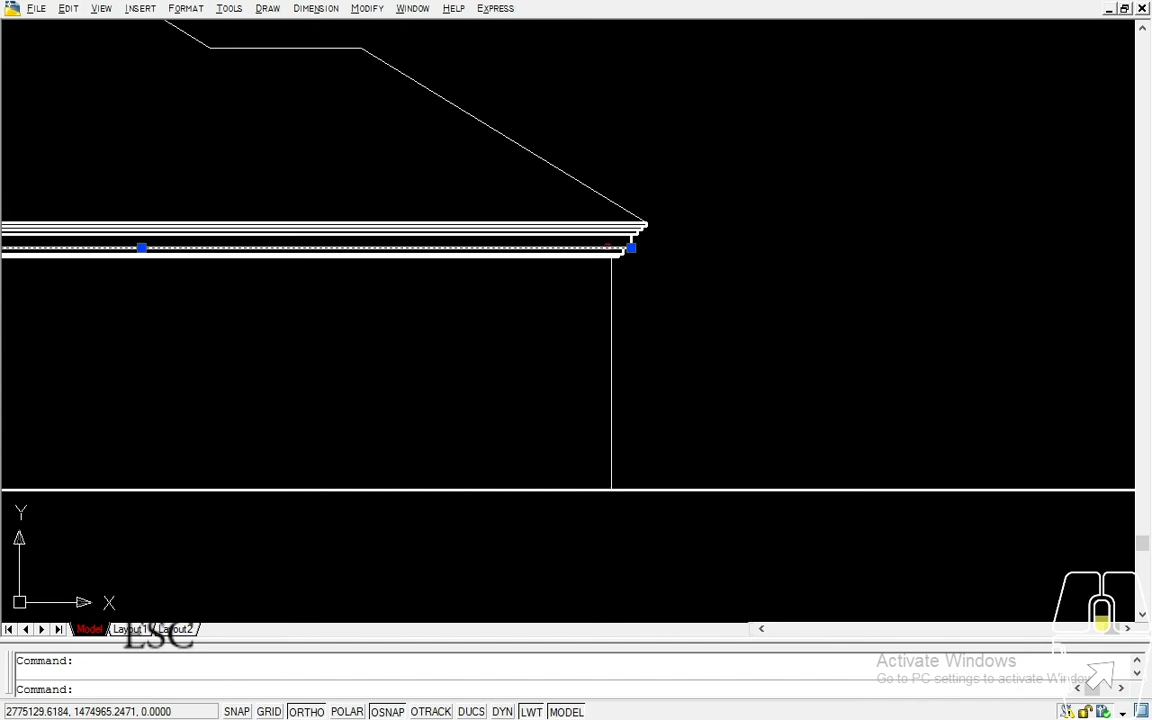 FILE EDIT VIEW INSERT FORMAT TOOLS DRAW DIMENSION MODIFY WINDOW HELP EXPRESS
Y
X
Model Layout1 Layout2
ESC
Command:
Activate Windows
Go to PC settings to activate Windows
Command:
2775129.6184, 1474965.2471, 0.0000 SNAP GRID ORTHO POLAR OSNAP OTRACK DUCS DYN LWT MODEL